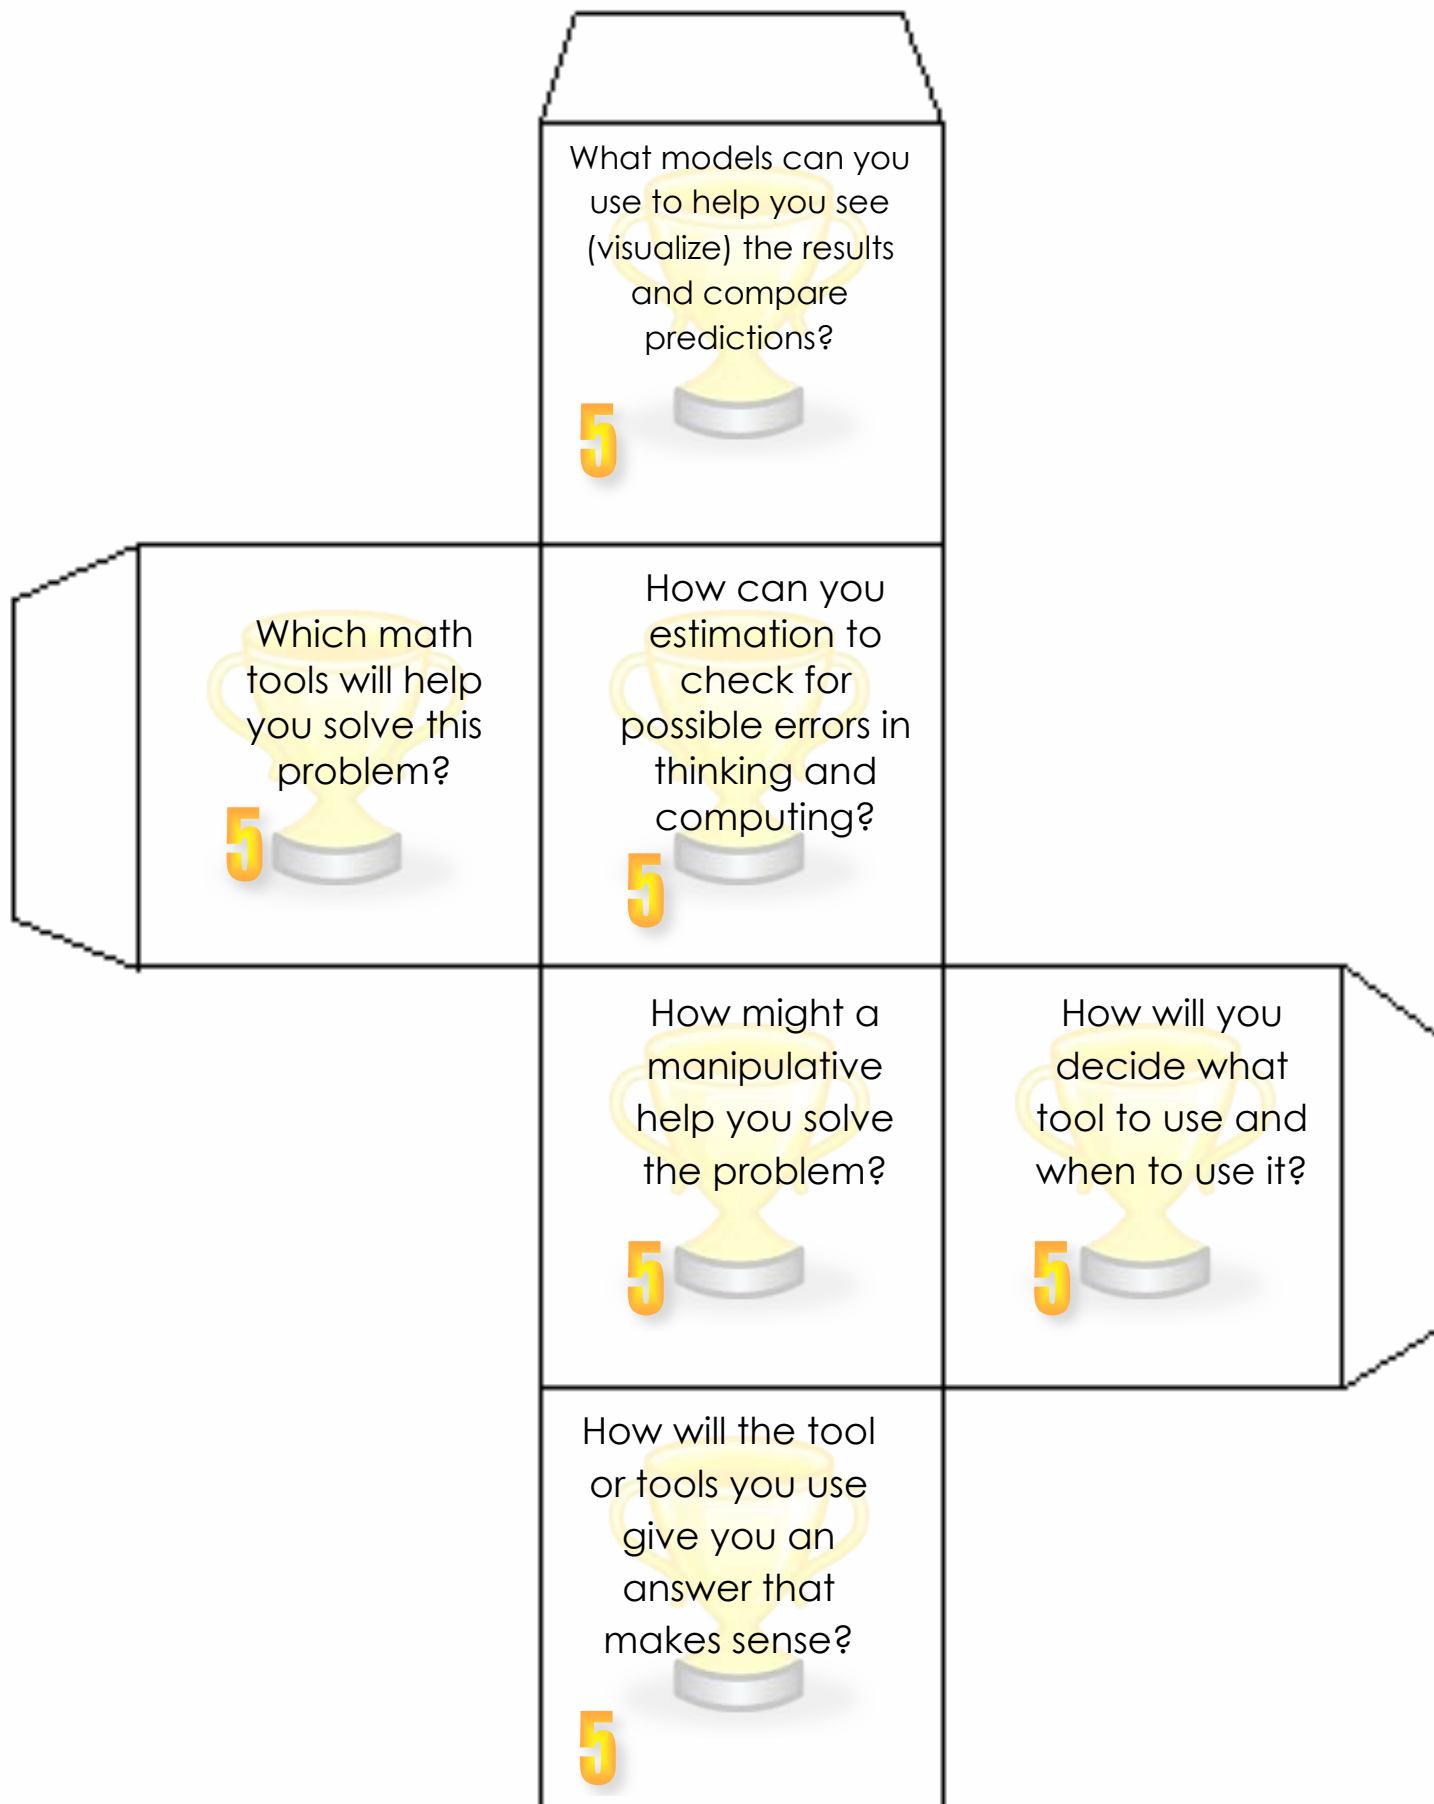 What models can you
use to help you see
(visualize) the results
and compare
predictions?
5
Which math
tools will help
you solve this
problem?
5
How can you
estimation to
check for
possible errors in
thinking and
computing?
5
How might a
manipulative
help you solve
the problem?
5
How will you
decide what
tool to use and
when to use it?
5
How will the tool
or tools you use
give you an
answer that
makes sense?
5